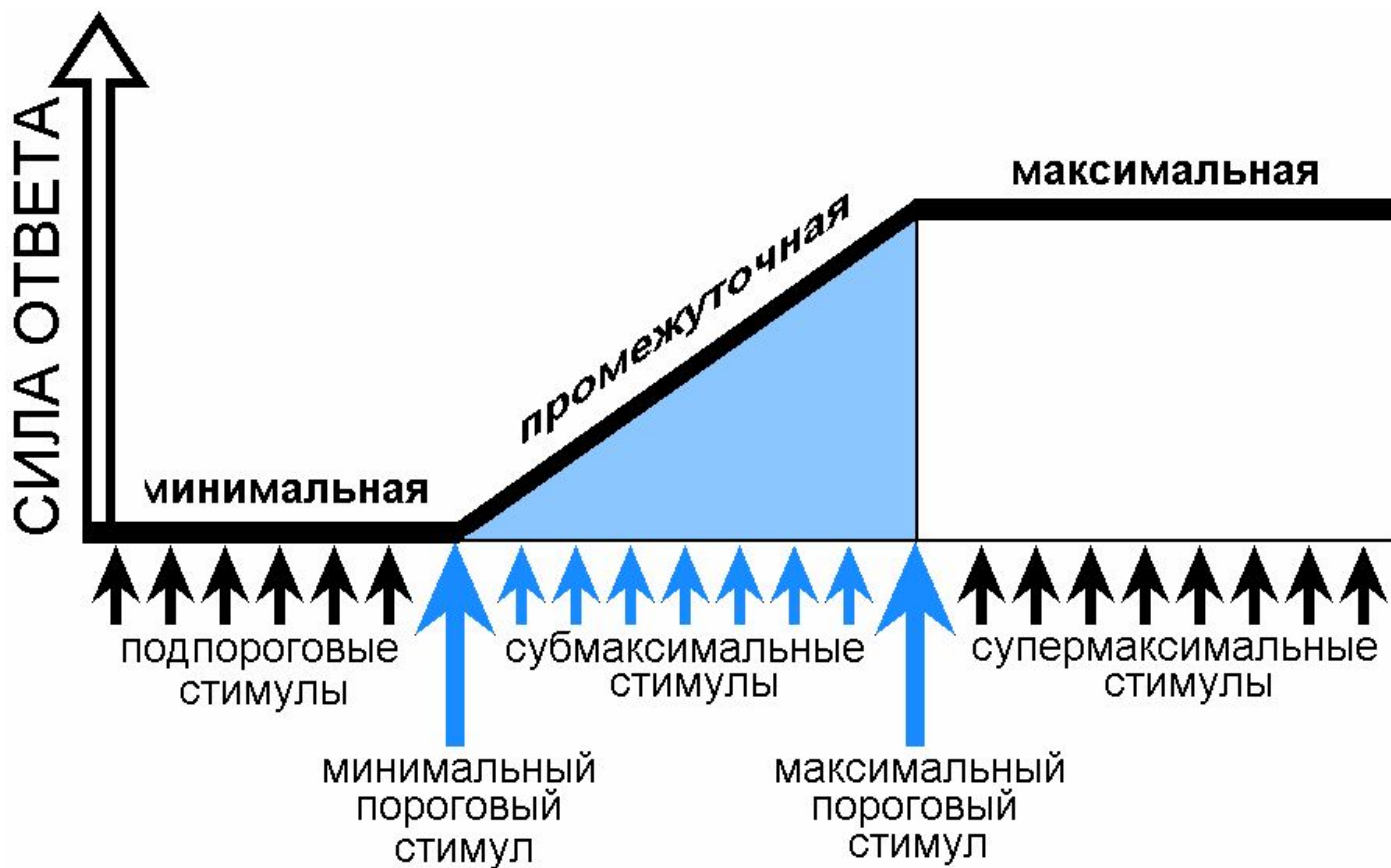 СИЛА ОТВЕТА
максимальная
промежуточная
минимальная
подпороговые
стимулы
субмаксимальные
стимулы
супермаксимальные
стимулы
минимальный
пороговый
стимул
максимальный
пороговый
стимул